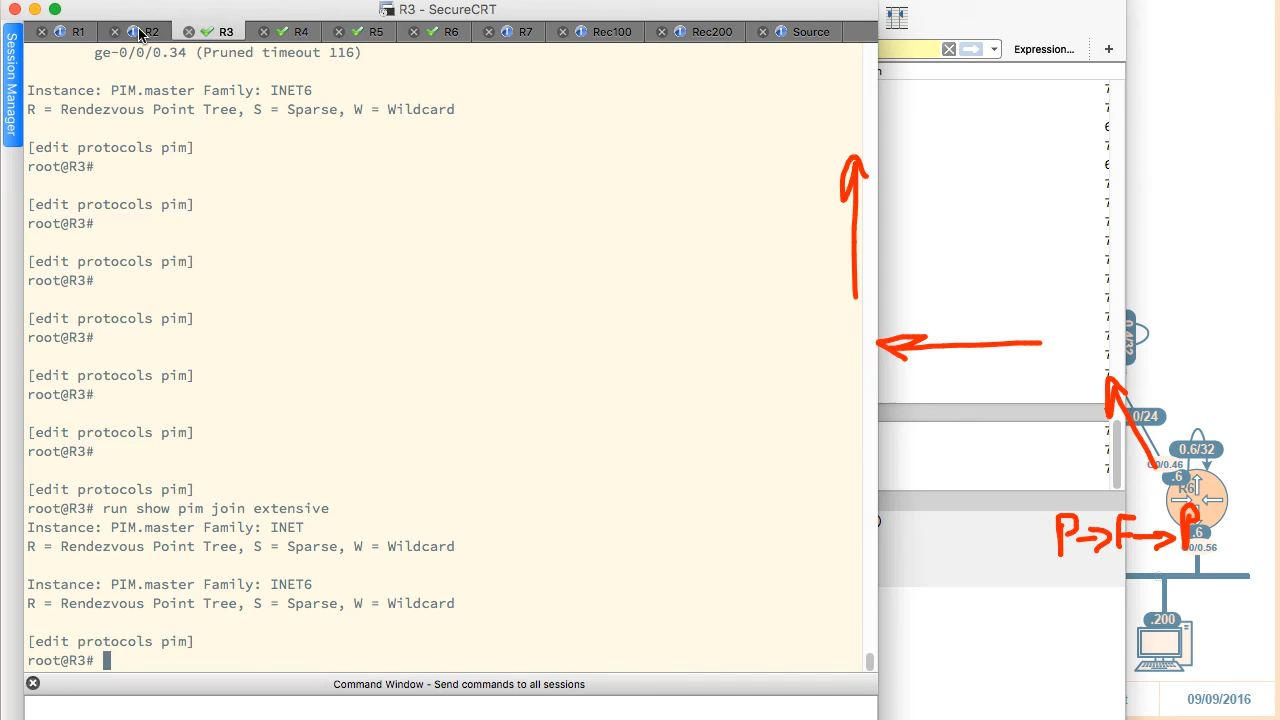 R3 - SecureCRT
R1 R2 R3 R4 R5 R7 Rec100 Rec200 Source
Session Manager
Expression... +
ge-0/0/0.34 (Pruned timeout 116)
Instance: PIM.master Family: INET6
R = Rendezvous Point Tree, S = Sparse, W = Wildcard
[edit protocols pim]
root@R3#
[edit protocols pim]
root@R3#
[edit protocols pim]
root@R3#
[edit protocols pim]
root@R3#
[edit protocols pim]
root@R3#
[edit protocols pim]
root@R3#
[edit protocols pim]
root@R3# run show pim join extensive
Instance: PIM.master Family: INET
R = Rendezvous Point Tree, S = Sparse, W = Wildcard
Instance: PIM.master Family: INET6
R = Rendezvous Point Tree, S = Sparse, W = Wildcard
[edit protocols pim]
root@R3#
Command Window - Send commands to all sessions
0/24
0.6/32
0/0.46
.6
R6
P→F→P
.6
0/0.56
.200
09/09/2016